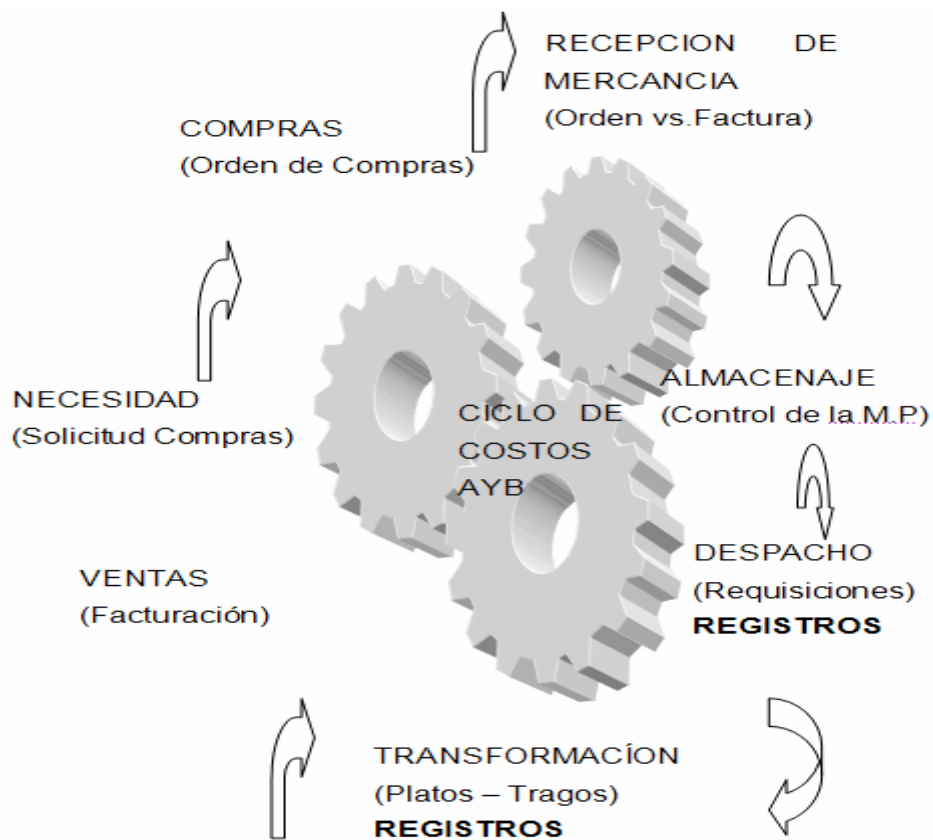 RECEPCION DE
MERCANCIA
(Orden vs.Factura)
COMPRAS
(Orden de Compras)
NECESIDAD
(Solicitud Compras)
CICLO DE
COSTOS
AYB
ALMACENAJE
(Control de la M.P.)
DESPACHO
(Requisiciones)
REGISTROS
VENTAS
(Facturación)
TRANSFORMACÍON
(Platos – Tragos)
REGISTROS